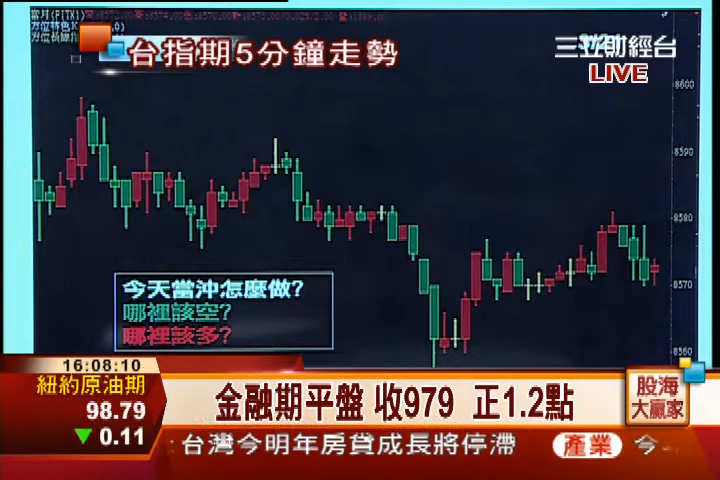 台指期5分鐘走勢
三立財經台
LIVE
8600
8590
8580
8570
8560
今天當沖怎麼做?
哪裡該空?
哪裡該多?
16:08:10
紐約原油期
98.79
▼ 0.11
金融期平盤 收979 正1.2點
股海
大贏家
台灣今明年房貸成長將停滯
產業
今